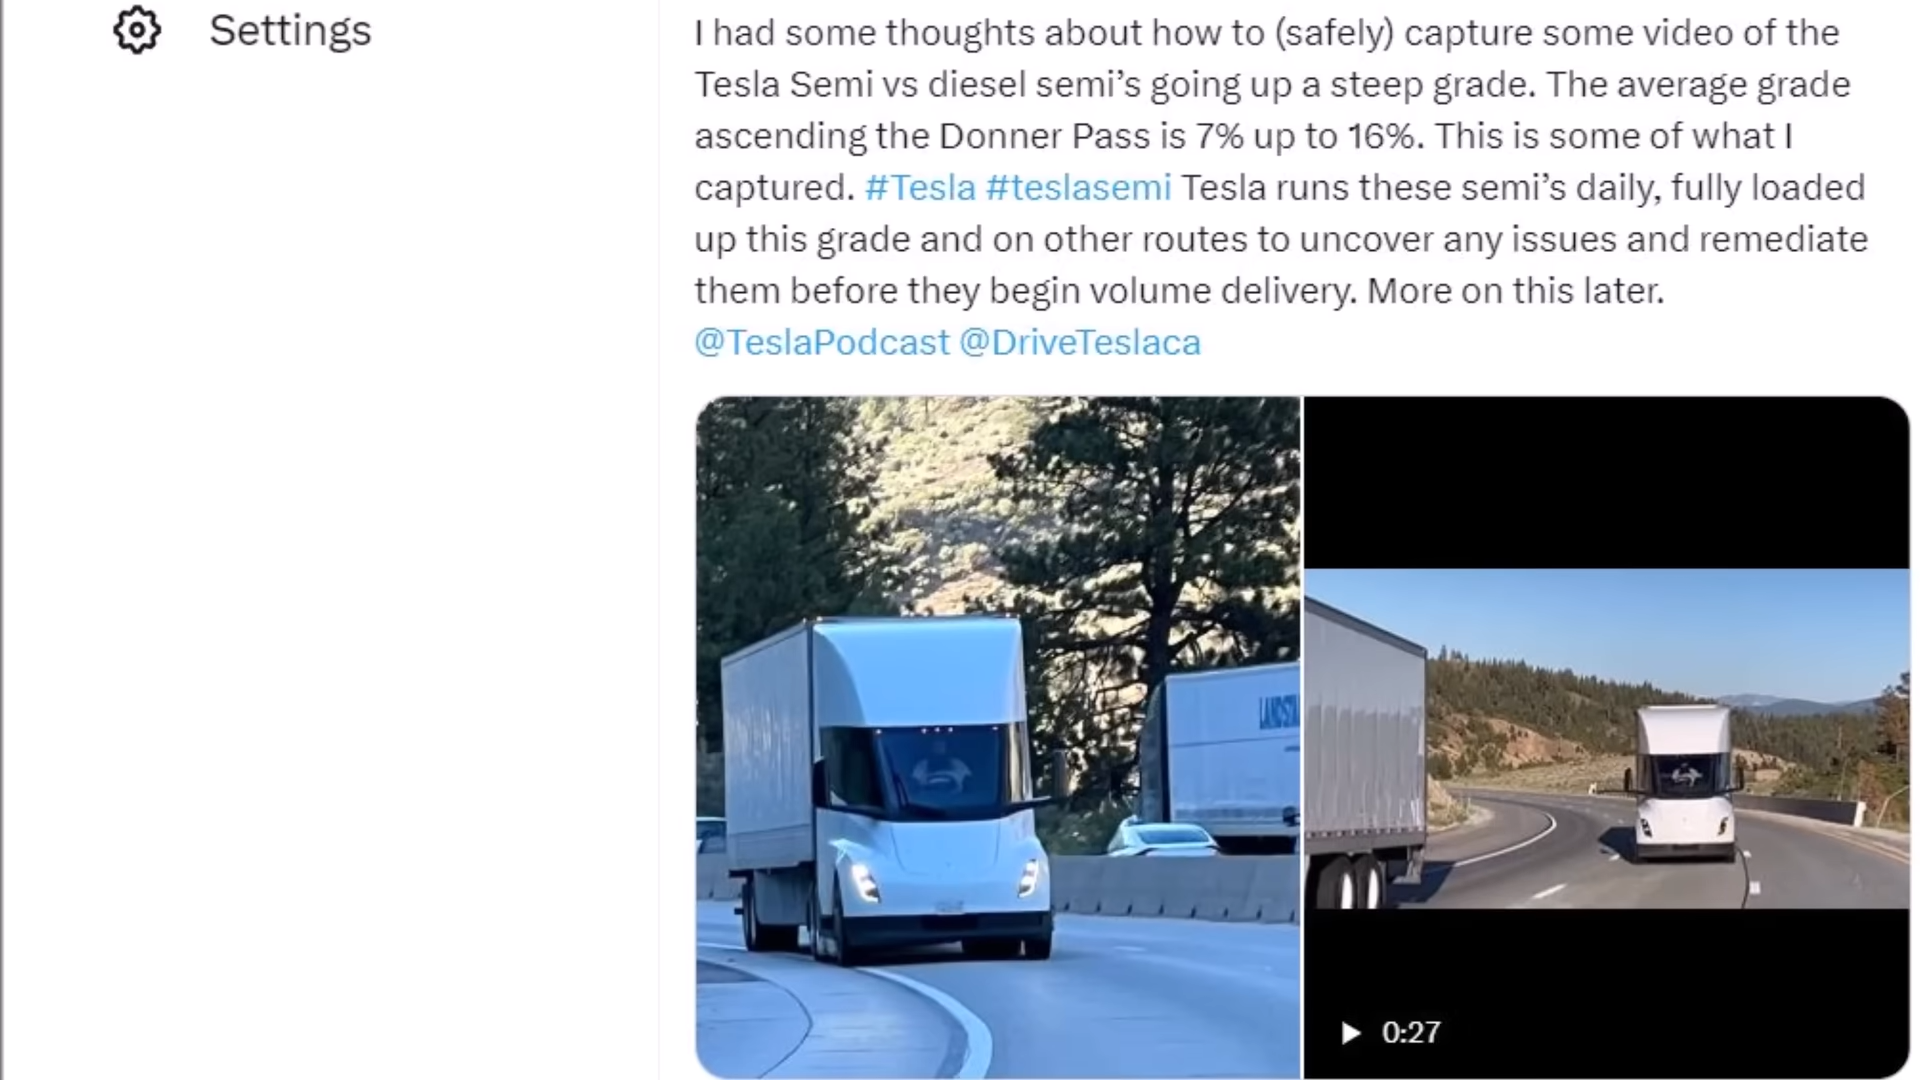 Settings
I had some thoughts about how to (safely) capture some video of the
Tesla Semi vs diesel semi’s going up a steep grade. The average grade
ascending the Donner Pass is 7% up to 16%. This is some of what I
captured. #Tesla #teslasemi Tesla runs these semi’s daily, fully loaded
up this grade and on other routes to uncover any issues and remediate
them before they begin volume delivery. More on this later.
@TeslaPodcast @DriveTeslaca
0:27